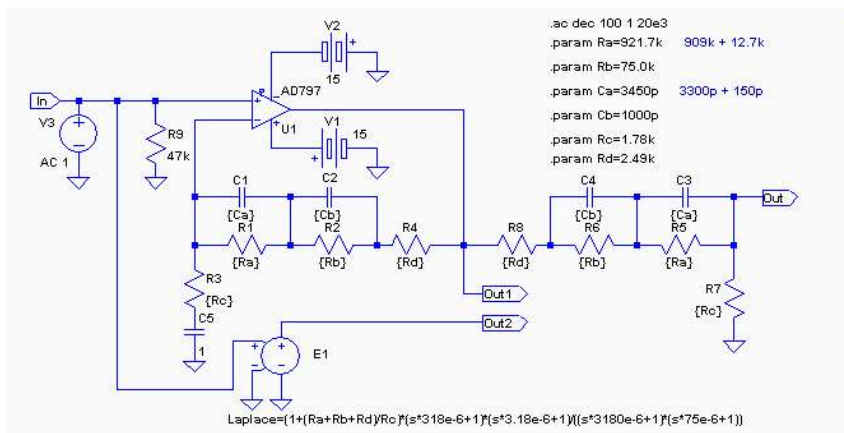 V2
15
AD797
U1
V1
15
.ac dec 100 1 20e3
.param Ra=921.7k 909k + 12.7k
.param Rb=75.0k
.param Ca=3450p 3300p + 150p
.param Cb=1000p
.param Rc=1.78k
.param Rd=2.49k
In
V3
AC 1
R9
47k
C1
{Ca}
C2
{Cb}
C4
{Cb}
C3
{Ca}
Out
R1
{Ra}
R2
{Rb}
R4
{Rd}
R8
{Rd}
R6
{Rb}
R5
{Ra}
R3
{Rc}
R7
{Rc}
C5
1
Out1
Out2
E1
Laplace=(1+(Ra+Rb+Rd)/Rc)*(s*318e-6+1)*(s*3.18e-6+1)/((s*3180e-6+1)*(s*75e-6+1))